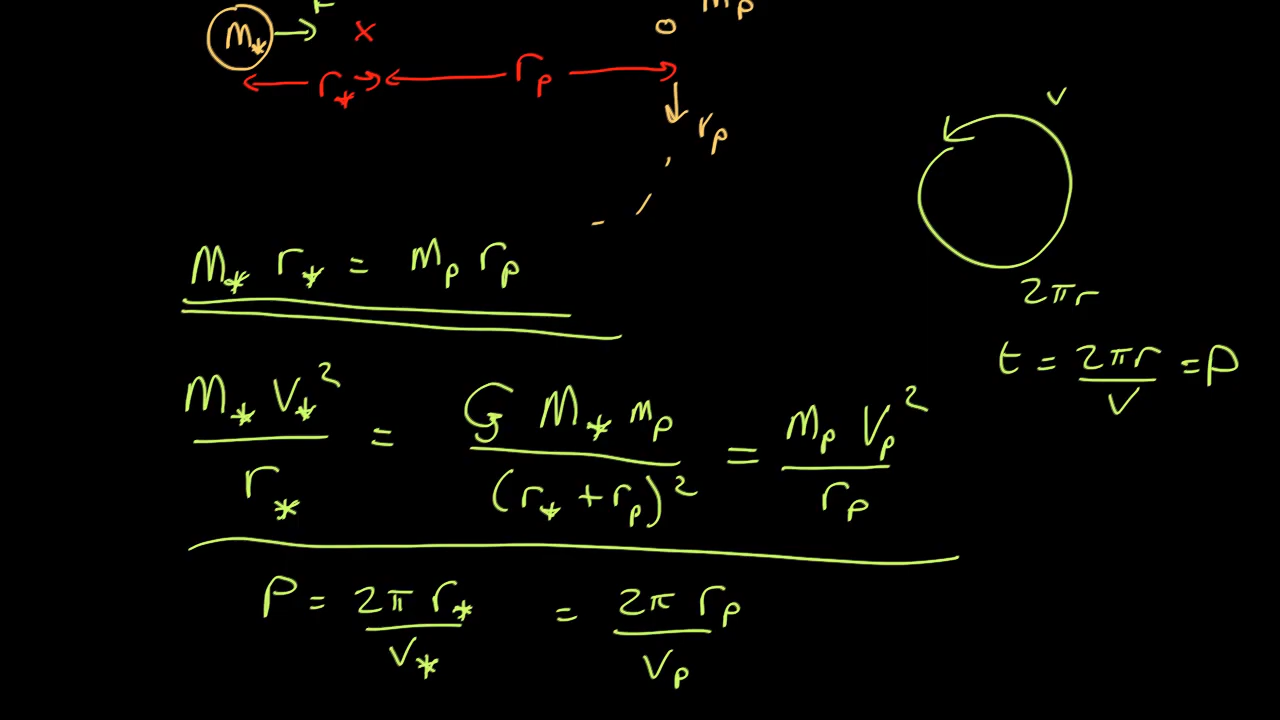 M* F x mp
r* rp
rp
v
M* r* = mp rp
2πr
t = 2πr/v = P
M* V*²/r* = G M* mp/(r* + rp)² = mp Vp²/rp
P = 2π r*/V* = 2π rp/Vp